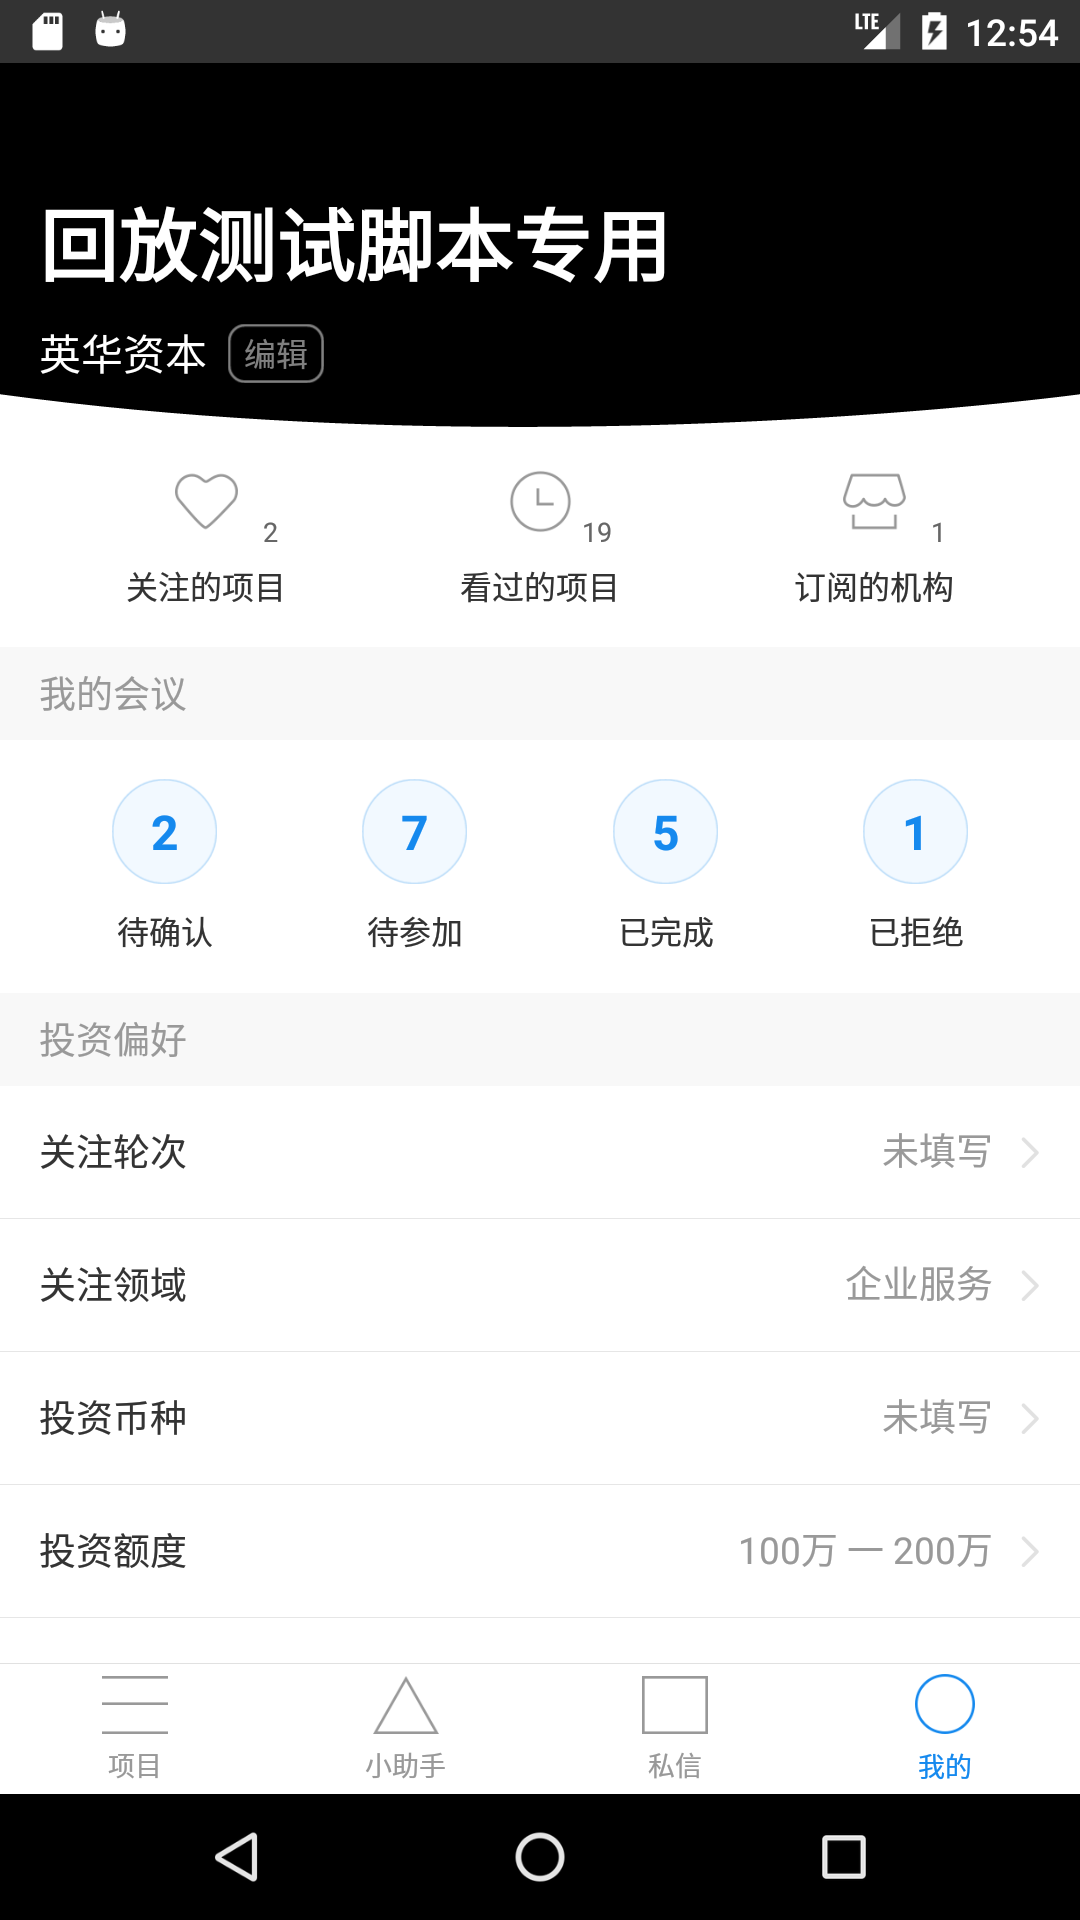 LTE 12:54
回放测试脚本专用
英华资本 编辑
2 19 1
关注的项目 看过的项目 订阅的机构
我的会议
2 7 5 1
待确认 待参加 已完成 已拒绝
投资偏好
关注轮次 未填写
关注领域 企业服务
投资币种 未填写
投资额度 100万 一 200万
项目 小助手 私信 我的